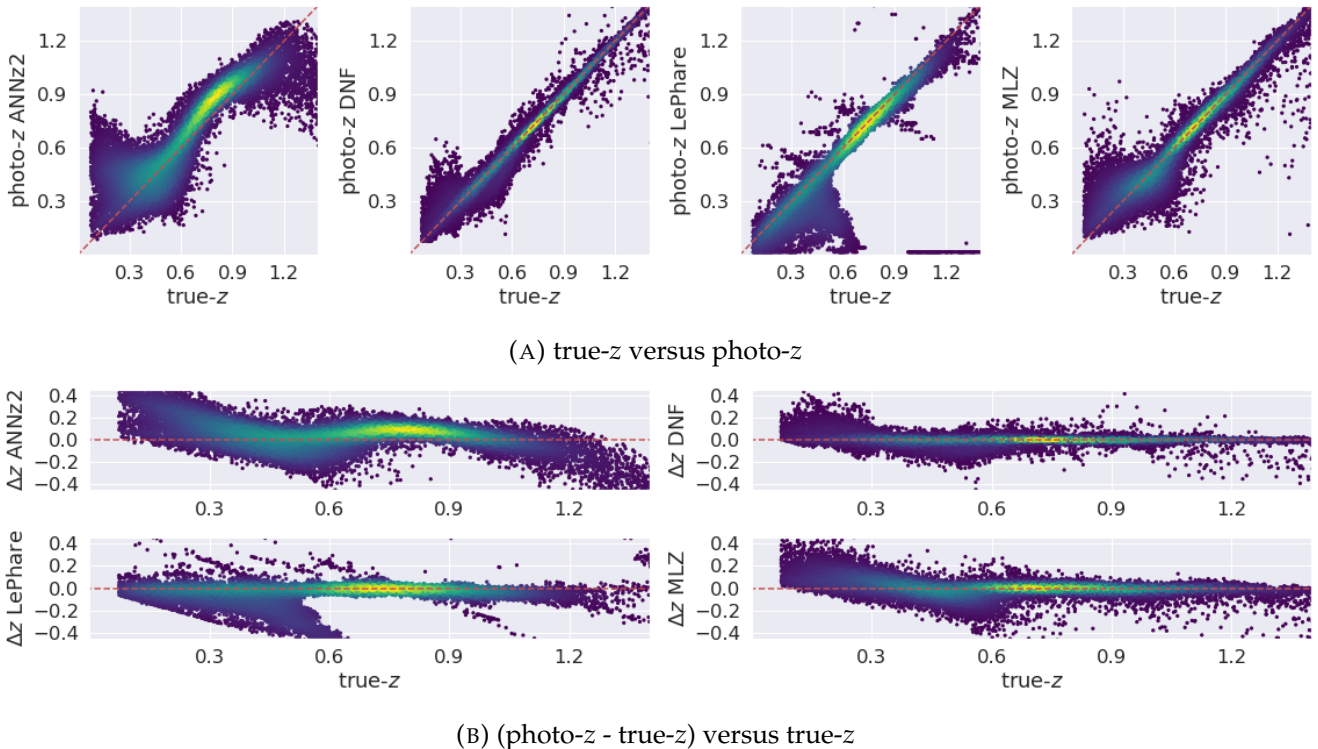 1.2
0.9
0.6
0.3
photo-z ANNz2
0.3 0.6 0.9 1.2
true-z
1.2
0.9
0.6
0.3
photo-z DNF
0.3 0.6 0.9 1.2
true-z
1.2
0.9
0.6
0.3
photo-z LePhare
0.3 0.6 0.9 1.2
true-z
1.2
0.9
0.6
0.3
photo-z MLZ
0.3 0.6 0.9 1.2
true-z
(A) true-z versus photo-z
0.4
0.2
0.0
−0.2
−0.4
Δz ANNz2
0.3 0.6 0.9 1.2
0.4
0.2
0.0
−0.2
−0.4
Δz DNF
0.3 0.6 0.9 1.2
0.4
0.2
0.0
−0.2
−0.4
Δz LePhare
0.3 0.6 0.9 1.2
true-z
0.4
0.2
0.0
−0.2
−0.4
Δz MLZ
0.3 0.6 0.9 1.2
true-z
(B) (photo-z - true-z) versus true-z